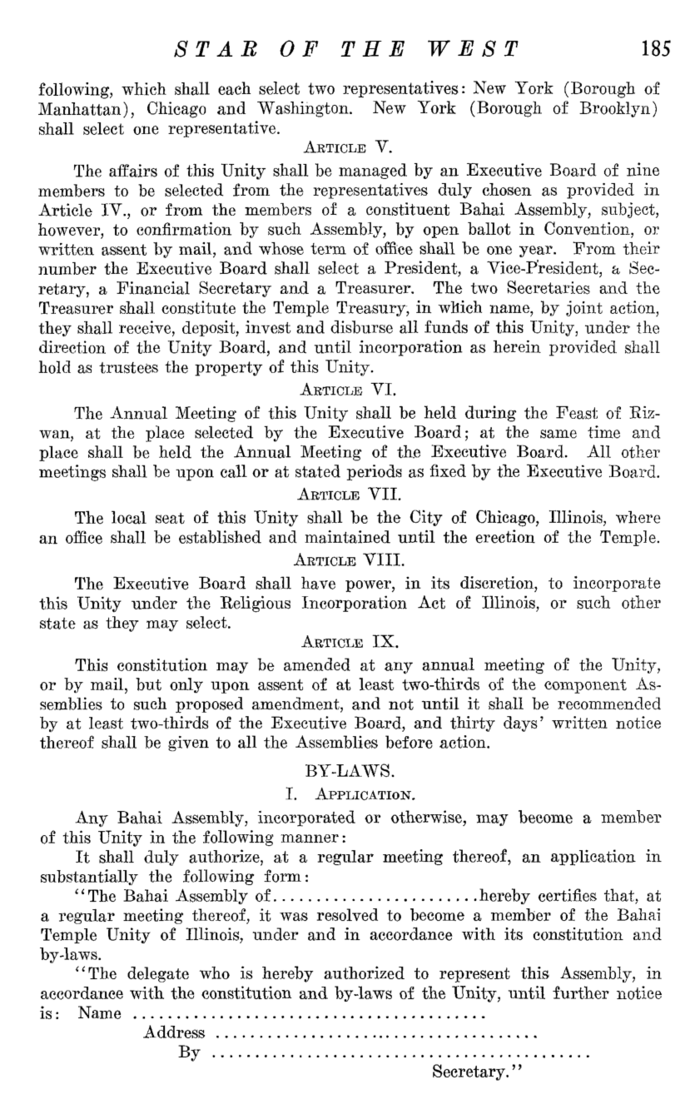 STAR OF THE WEST 185
following, which shall each select two representatives: New York (Borough of
Manhattan), Chicago and Washington. New York (Borough of Brooklyn)
shall select one representative.
ARTICLE V.
The affairs of this Unity shall be managed by an Executive Board of nine
members to be selected from the representatives duly chosen as provided in
Article IV., or from the members of a constituent Bahai Assembly, subject,
however, to confirmation by such Assembly, by open ballot in Convention, or
written assent by mail, and whose term of office shall be one year. From their
number the Executive Board shall select a President, a Vice-President, a Sec-
retary, a Financial Secretary and a Treasurer. The two Secretaries and the
Treasurer shall constitute the Temple Treasury, in which name, by joint action,
they shall receive, deposit, invest and disburse all funds of this Unity, under the
direction of the Unity Board, and until incorporation as herein provided shall
hold as trustees the property of this Unity.
ARTICLE VI.
The Annual Meeting of this Unity shall be held during the Feast of Riz-
wan, at the place selected by the Executive Board; at the same time and
place shall be held the Annual Meeting of the Executive Board. All other
meetings shall be upon call or at stated periods as fixed by the Executive Board.
ARTICLE VII.
The local seat of this Unity shall be the City of Chicago, Illinois, where
an office shall be established and maintained until the erection of the Temple.
ARTICLE VIII.
The Executive Board shall have power, in its discretion, to incorporate
this Unity under the Religious Incorporation Act of Illinois, or such other
state as they may select.
ARTICLE IX.
This constitution may be amended at any annual meeting of the Unity,
or by mail, but only upon assent of at least two-thirds of the component As-
semblies to such proposed amendment, and not until it shall be recommended
by at least two-thirds of the Executive Board, and thirty days' written notice
thereof shall be given to all the Assemblies before action.
BY-LAWS.
I. APPLICATION.
Any Bahai Assembly, incorporated or otherwise, may become a member
of this Unity in the following manner:
It shall duly authorize, at a regular meeting thereof, an application in
substantially the following form:
"The Bahai Assembly of........................hereby certifies that, at
a regular meeting thereof, it was resolved to become a member of the Bahai
Temple Unity of Illinois, under and in accordance with its constitution and
by-laws.
"The delegate who is hereby authorized to represent this Assembly, in
accordance with the constitution and by-laws of the Unity, until further notice
is: Name ........................................
Address .....................................
By ...........................................
Secretary."